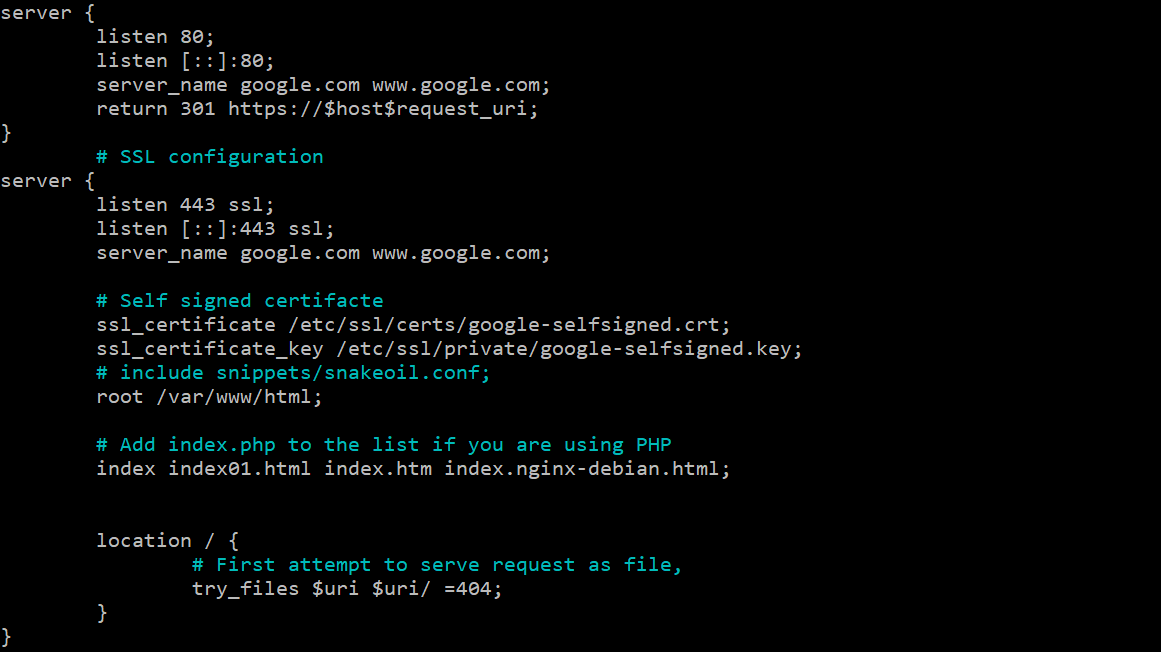 server {
        listen 80;
        listen [::]:80;
        server_name google.com www.google.com;
        return 301 https://$host$request_uri;
}
        # SSL configuration
server {
        listen 443 ssl;
        listen [::]:443 ssl;
        server_name google.com www.google.com;

        # Self signed certifacte
        ssl_certificate /etc/ssl/certs/google-selfsigned.crt;
        ssl_certificate_key /etc/ssl/private/google-selfsigned.key;
        # include snippets/snakeoil.conf;
        root /var/www/html;

        # Add index.php to the list if you are using PHP
        index index01.html index.htm index.nginx-debian.html;


        location / {
                # First attempt to serve request as file,
                try_files $uri $uri/ =404;
        }
}